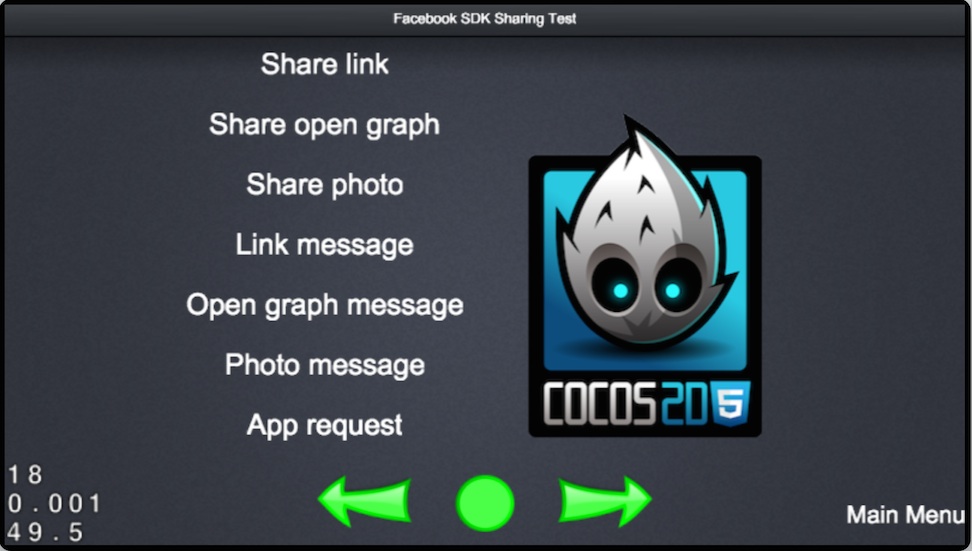 Facebook SDK Sharing Test
Share link
Share open graph
Share photo
Link message
Open graph message
Photo message
App request
COCOS2D
5
18
0.001
49.5
Main Menu